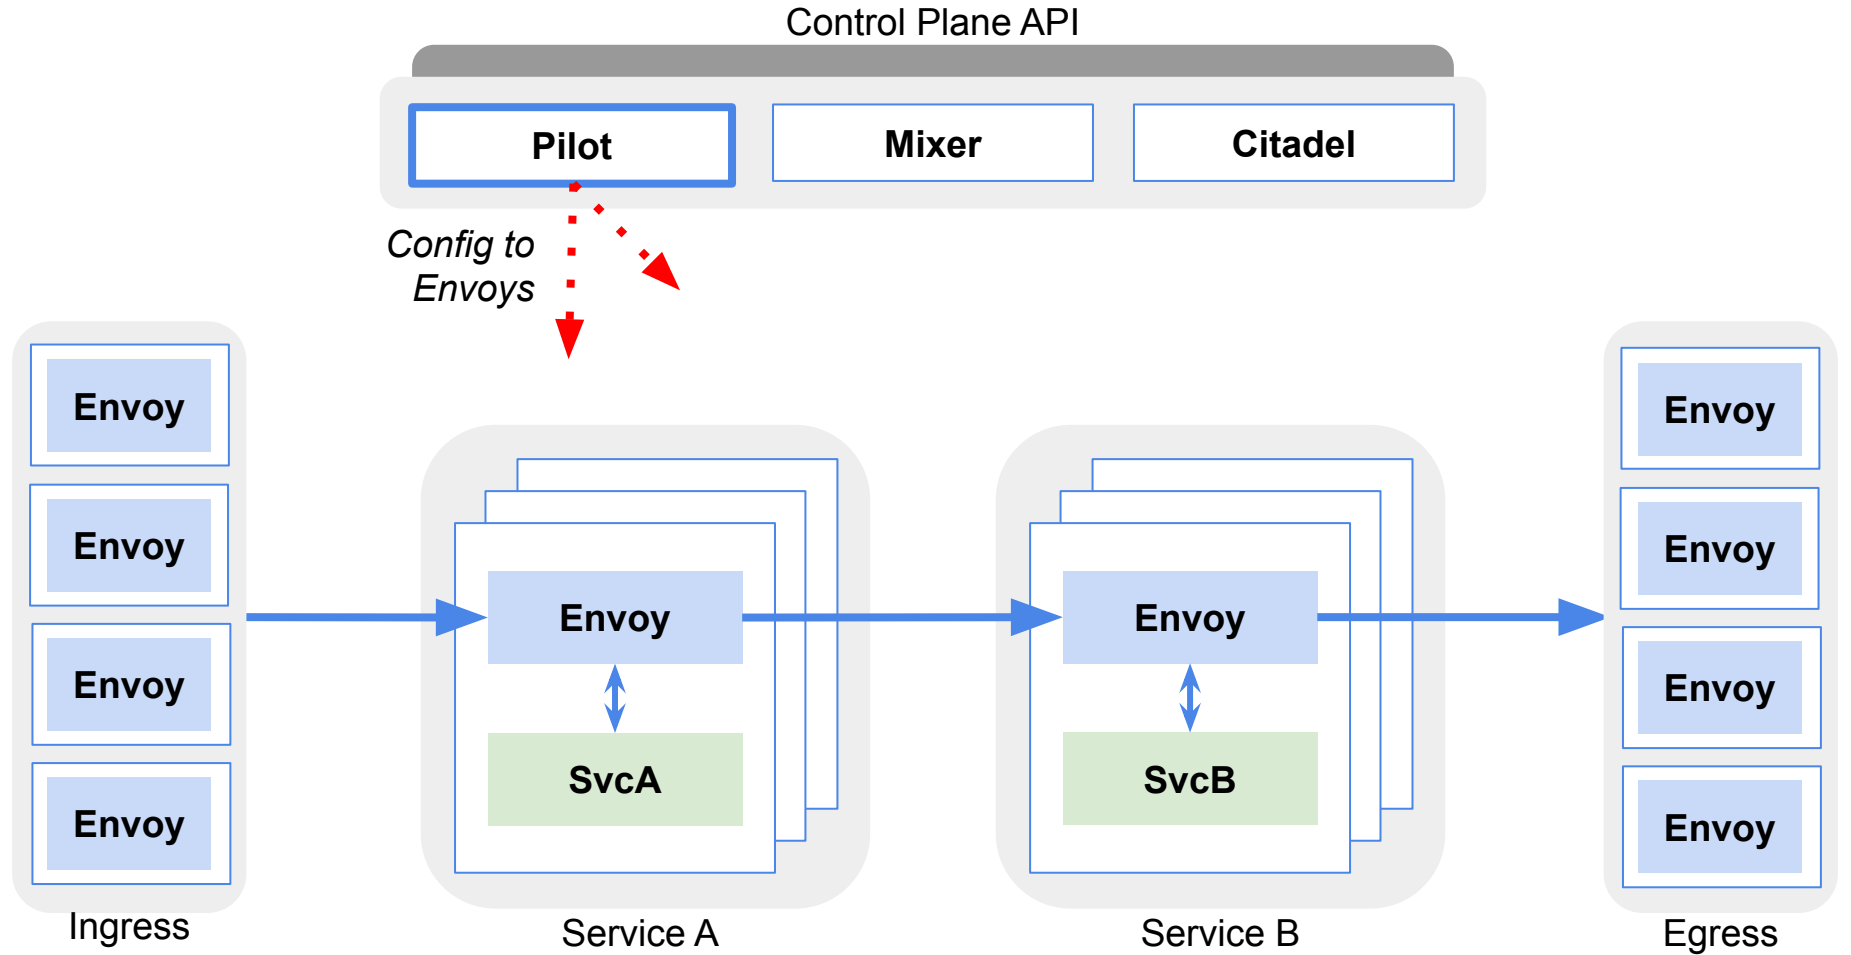 Control Plane API
Pilot
Mixer
Citadel
Config to
Envoys
Envoy
Envoy
Envoy
Envoy
Ingress
Envoy
SvcA
Service A
Envoy
SvcB
Service B
Envoy
Envoy
Envoy
Envoy
Egress